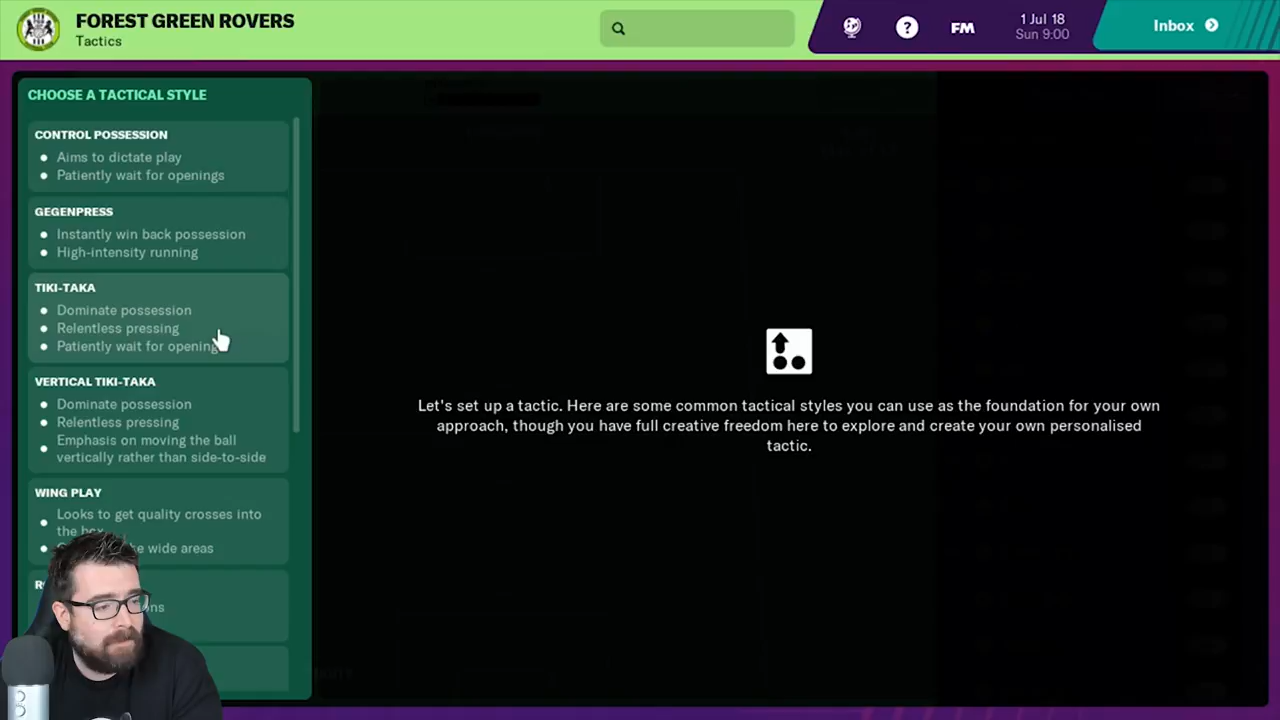 FOREST GREEN ROVERS
Tactics
1 Jul 18
Sun 9:00
FM
?
Inbox
CHOOSE A TACTICAL STYLE
CONTROL POSSESSION
Aims to dictate play
Patiently wait for openings
GEGENPRESS
Instantly win back possession
High-intensity running
TIKI-TAKA
Dominate possession
Relentless pressing
Patiently wait for opening
VERTICAL TIKI-TAKA
Dominate possession
Relentless pressing
Emphasis on moving the ball
vertically rather than side-to-side
WING PLAY
Looks to get quality crosses into
the box
wide areas
Let's set up a tactic. Here are some common tactical styles you can use as the foundation for your own
approach, though you have full creative freedom here to explore and create your own personalised
tactic.